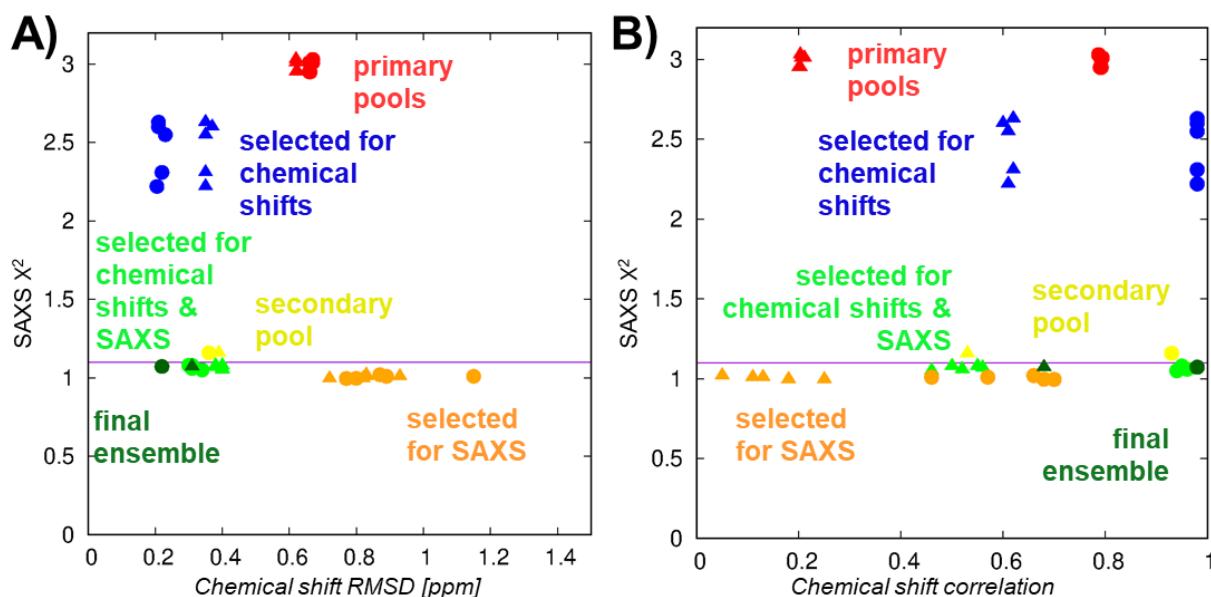 A)
3
2.5
2
1.5
1
0.5
0
SAXS X²
primary
pools
selected for
chemical
shifts
selected for
chemical
shifts &
SAXS
secondary
pool
final
ensemble
selected
for SAXS
0 0.2 0.4 0.6 0.8 1 1.2 1.4
Chemical shift RMSD [ppm]
B)
3
2.5
2
1.5
1
0.5
0
SAXS X²
primary
pools
selected for
chemical
shifts
selected for
chemical shifts &
SAXS
secondary
pool
selected
for SAXS
final
ensemble
0 0.2 0.4 0.6 0.8 1
Chemical shift correlation